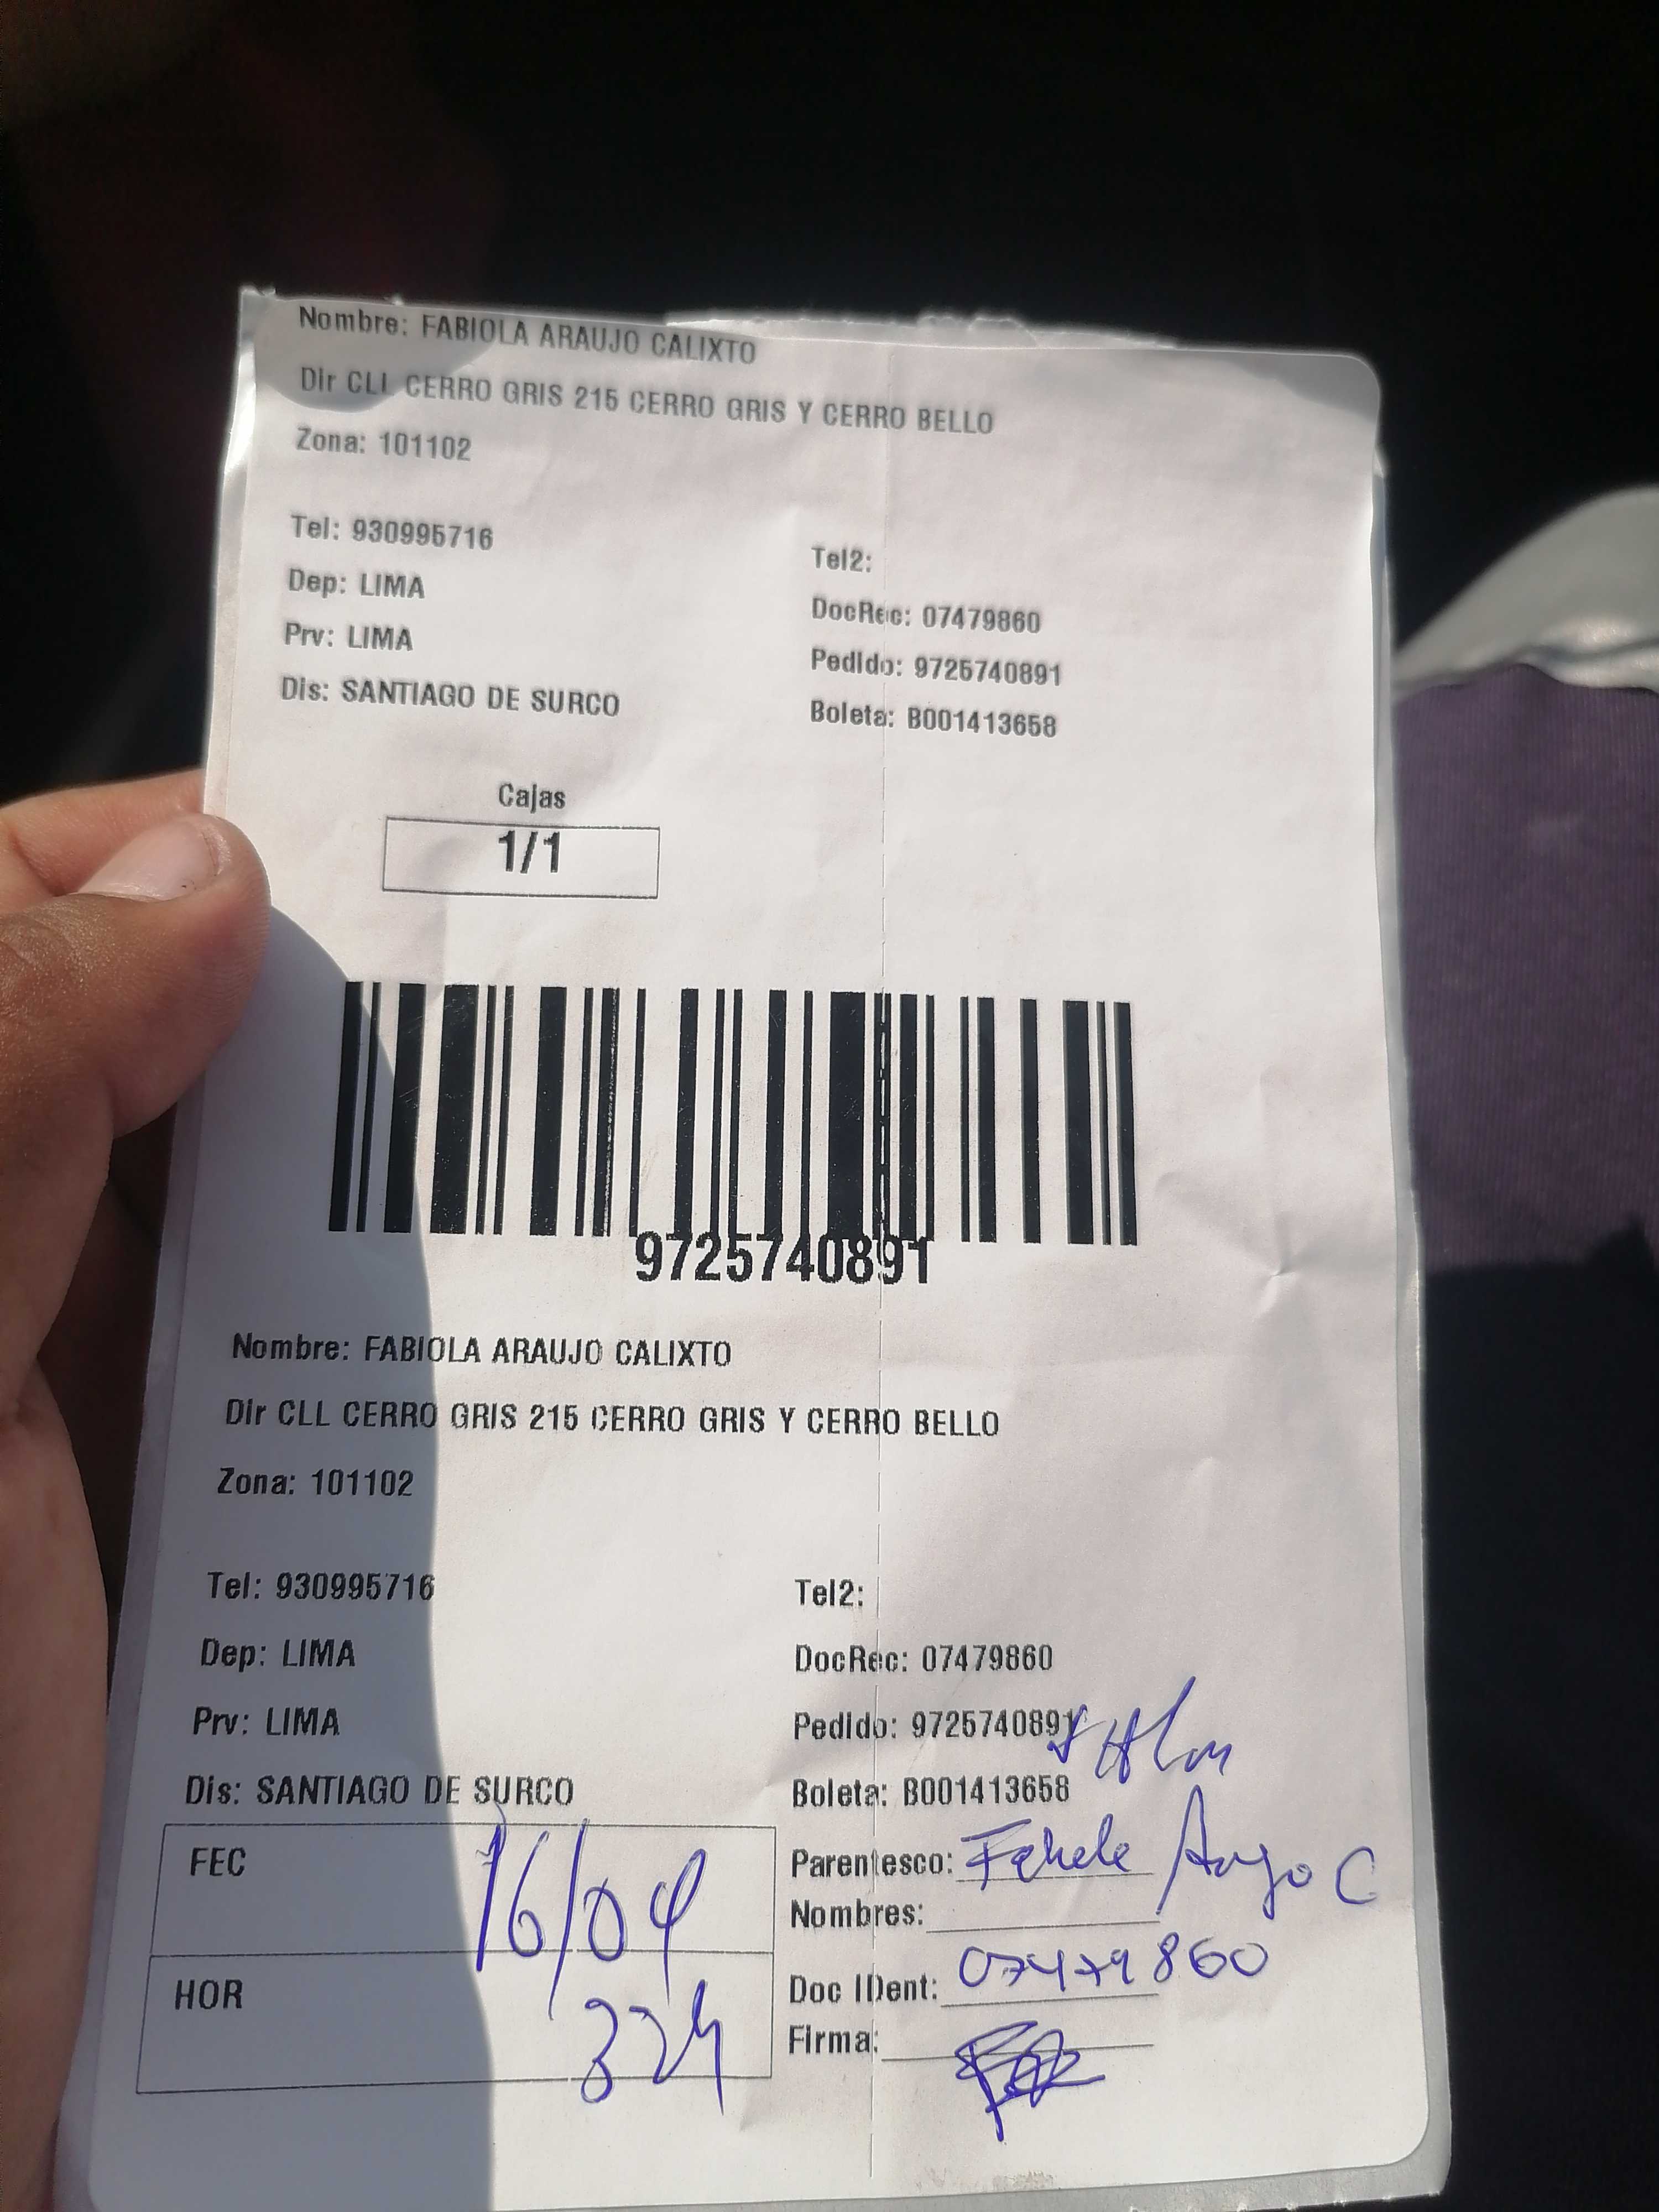 Nombre: FABIOLA ARAUJO CALIXTO
Dir CLL CERRO GRIS 215 CERRO GRIS Y CERRO BELLO
Zona: 101102
Tel: 930995716
Tel2:
Dep: LIMA
DocRec: 07479860
Prv: LIMA
Pedido: 9725740891
Dis: SANTIAGO DE SURCO
Boleta: B001413658
Cajas
1/1
9725740891
Nombre: FABIOLA ARAUJO CALIXTO
Dir CLL CERRO GRIS 215 CERRO GRIS Y CERRO BELLO
Zona: 101102
Tel: 930995716
Tel2:
Dep: LIMA
DocRec: 07479860
Prv: LIMA
Pedido: 9725740891
Dis: SANTIAGO DE SURCO
Boleta: B001413658
FEC 16/04
Parentesco: C
Nombres:
HOR 324
Doc IDent: 07479860
Firma: